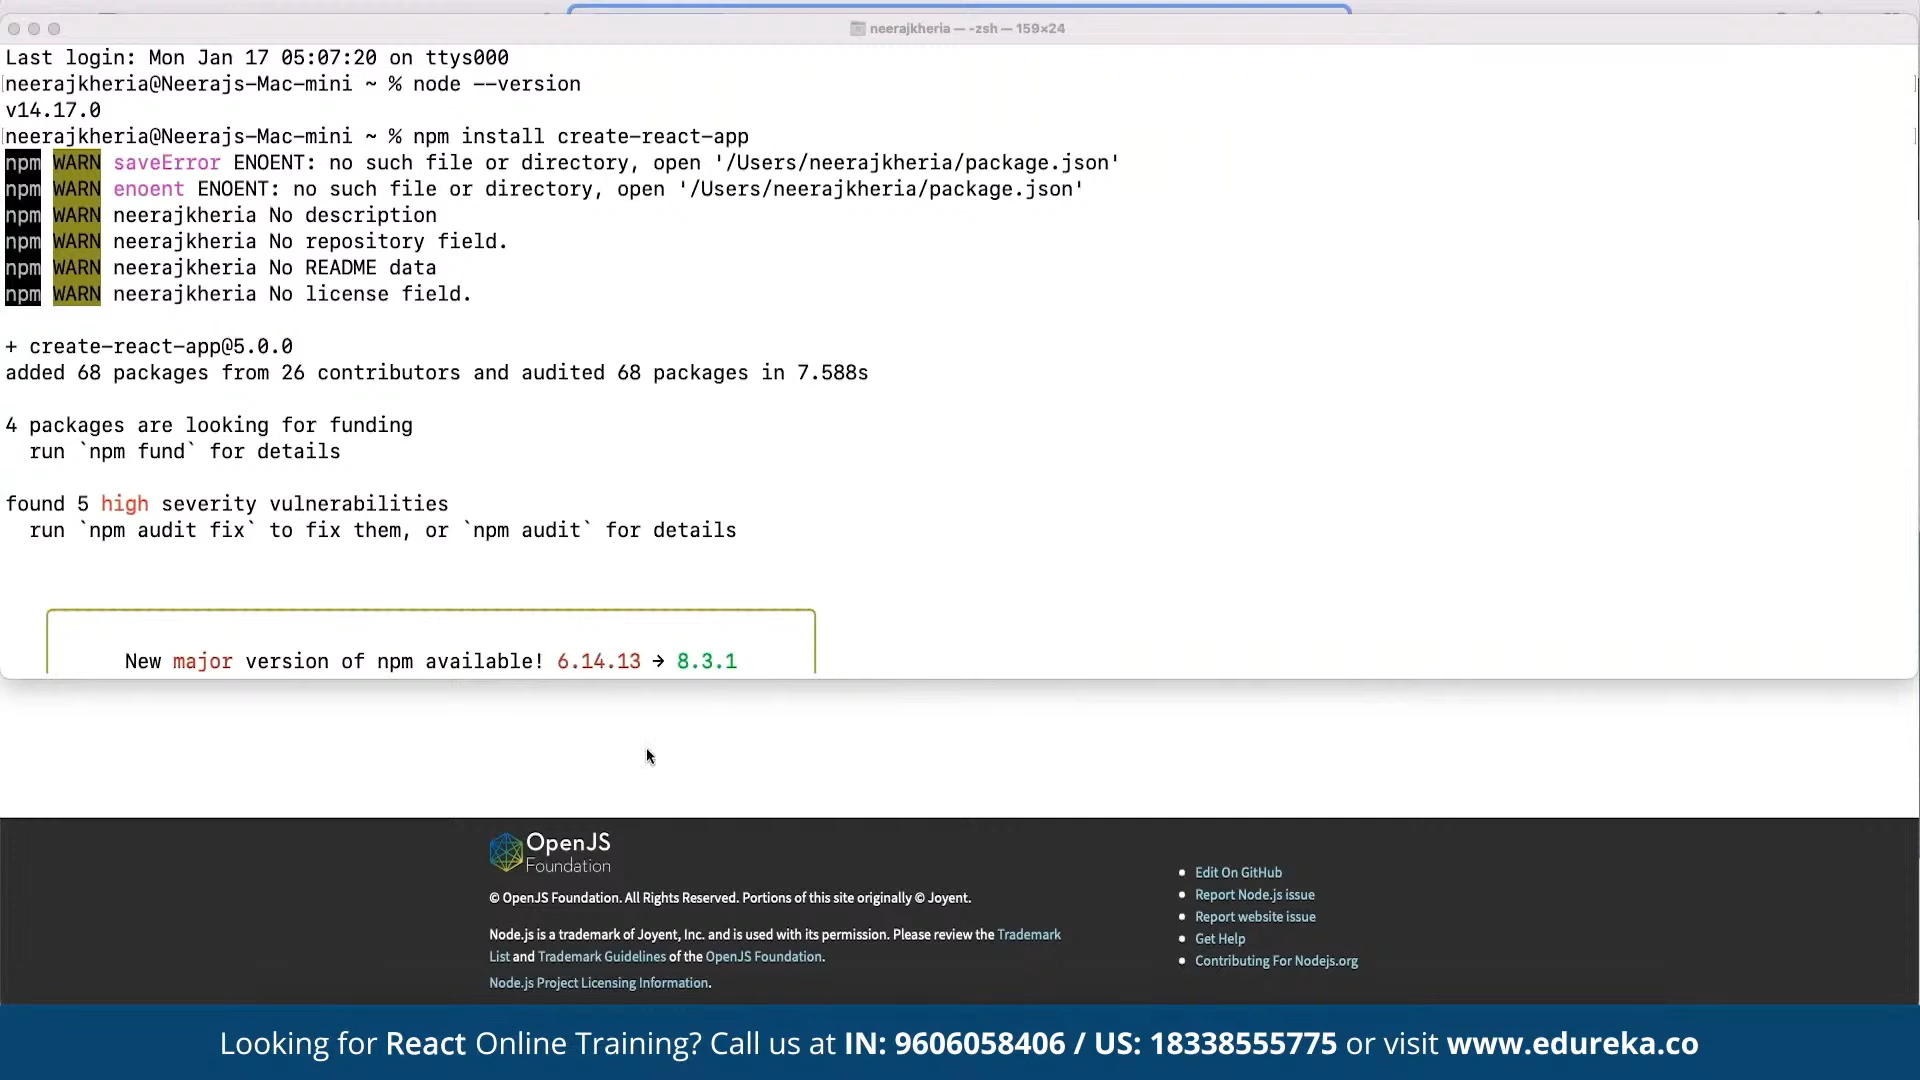 neerajkheria — -zsh — 159×24
Last login: Mon Jan 17 05:07:20 on ttys000
neerajkheria@Neerajs-Mac-mini ~ % node --version
v14.17.0
neerajkheria@Neerajs-Mac-mini ~ % npm install create-react-app
npm WARN saveError ENOENT: no such file or directory, open '/Users/neerajkheria/package.json'
npm WARN enoent ENOENT: no such file or directory, open '/Users/neerajkheria/package.json'
npm WARN neerajkheria No description
npm WARN neerajkheria No repository field.
npm WARN neerajkheria No README data
npm WARN neerajkheria No license field.
+ create-react-app@5.0.0
added 68 packages from 26 contributors and audited 68 packages in 7.588s
4 packages are looking for funding
run `npm fund` for details
found 5 high severity vulnerabilities
run `npm audit fix` to fix them, or `npm audit` for details
New major version of npm available! 6.14.13 → 8.3.1
OpenJS
Foundation
© OpenJS Foundation. All Rights Reserved. Portions of this site originally © Joyent.
Node.js is a trademark of Joyent, Inc. and is used with its permission. Please review the Trademark
List and Trademark Guidelines of the OpenJS Foundation.
Node.js Project Licensing Information.
Edit On GitHub
Report Node.js issue
Report website issue
Get Help
Contributing For Nodejs.org
Looking for React Online Training? Call us at IN: 9606058406 / US: 18338555775 or visit www.edureka.co